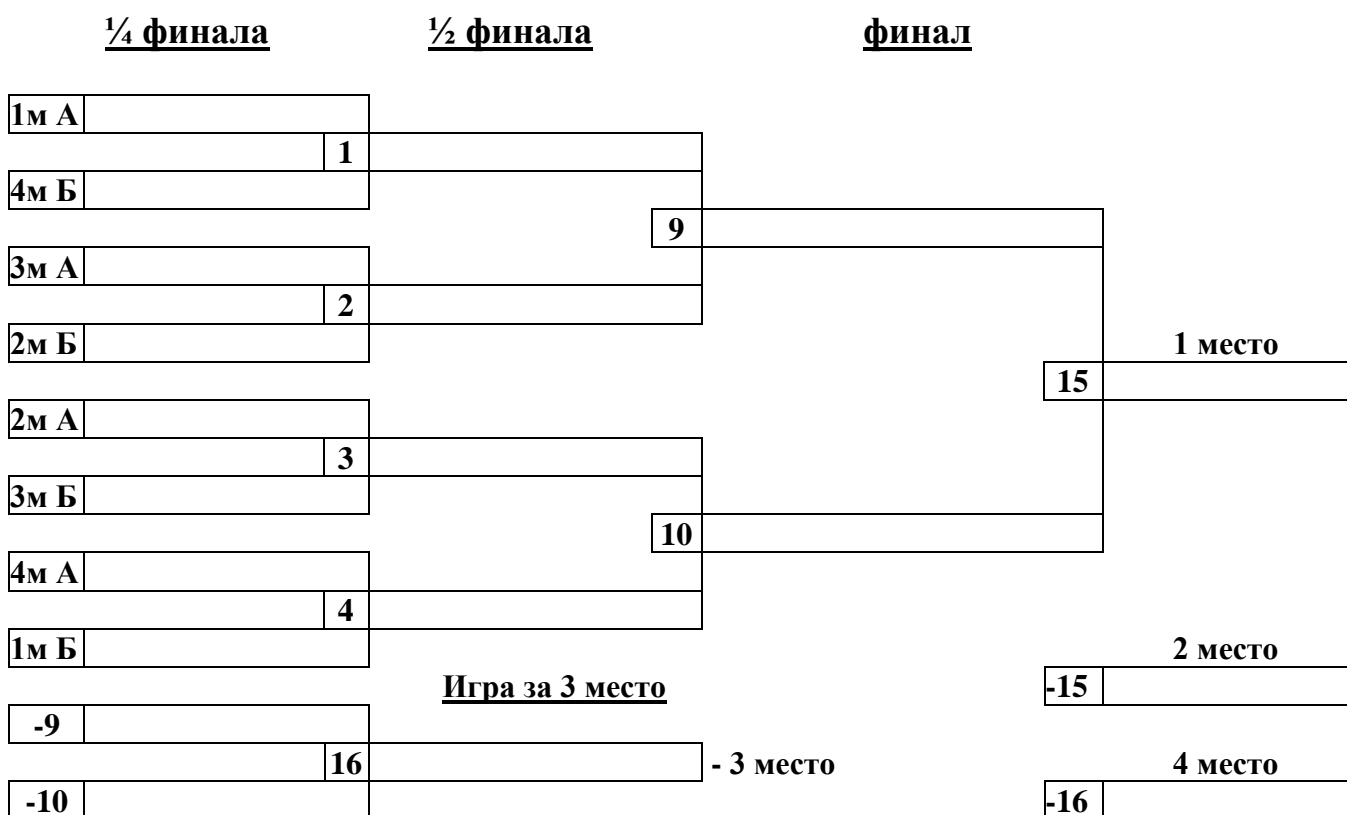 ¼ финала ½ финала финал
1м А
1
4м Б
9
3м А
2
2м Б
1 место
15
2м А
3
3м Б
10
4м А
4
1м Б
2 место
Игра за 3 место
-15
-9
16
- 3 место
4 место
-10
-16